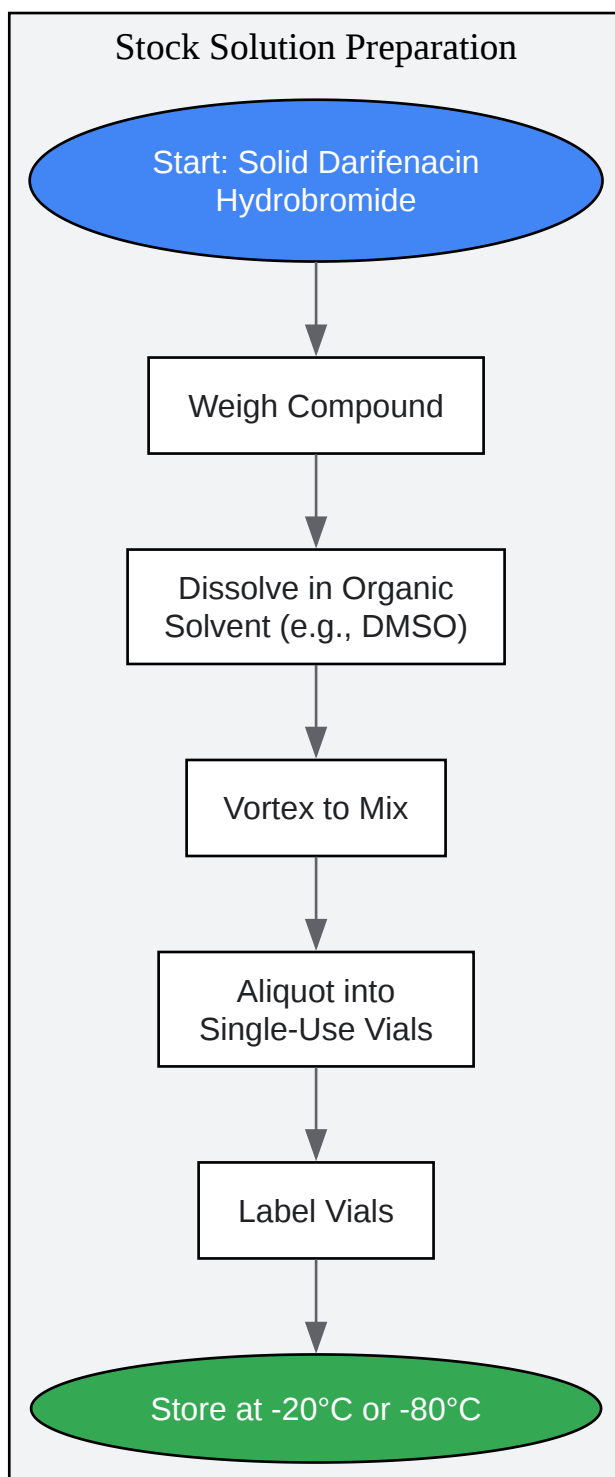 Stock Solution Preparation
Start: Solid Darifenacin
Hydrobromide
Weigh Compound
Dissolve in Organic
Solvent (e.g., DMSO)
Vortex to Mix
Aliquot into
Single-Use Vials
Label Vials
Store at -20°C or -80°C